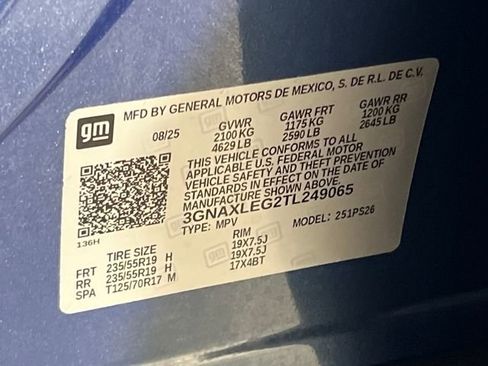 MFD BY GENERAL MOTORS DE MEXICO, S. DE R.L. DE C.V.
gm
08/25 GVWR GAWR FRT GAWR RR
2100 KG 1175 KG 1200 KG
4629 LB 2590 LB 2645 LB
THIS VEHICLE CONFORMS TO ALL
APPLICABLE U.S. FEDERAL MOTOR
VEHICLE SAFETY AND THEFT PREVENTION
STANDARDS IN EFFECT ON THE DATE OF
MANUFACTURE SHOWN ABOVE.
3GNAXLEG2TL249065
TYPE: MPV MODEL: 251PS26
136H
TIRE SIZE RIM
FRT 235/55R19 H 19X7.5J
RR 235/55R19 H 19X7.5J
SPA T125/70R17 M 17X4BT